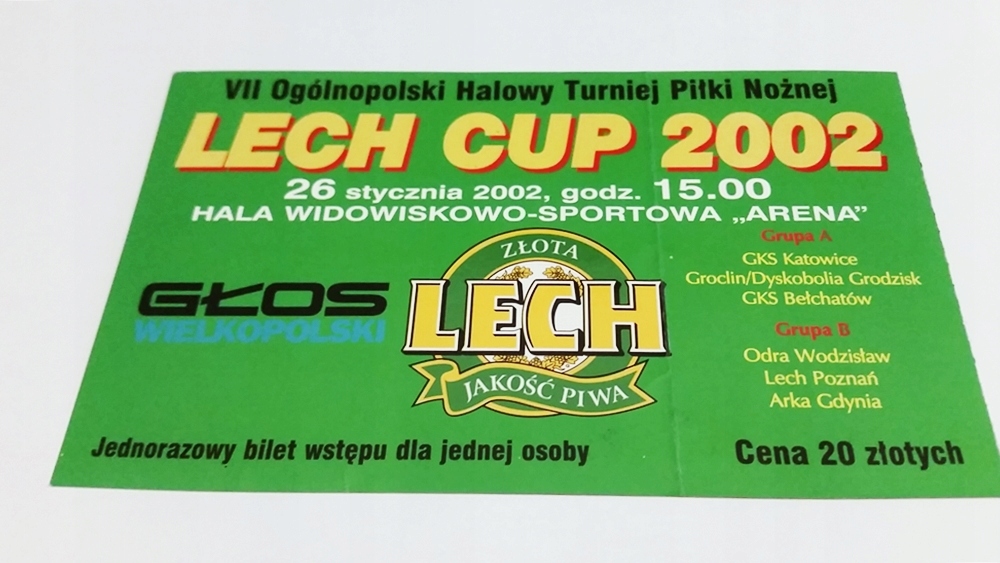 VII Ogólnopolski Halowy Turniej Piłki Nożnej
LECH CUP 2002
26 stycznia 2002, godz. 15.00
HALA WIDOWISKOWO-SPORTOWA „ARENA”
Grupa A
GKS Katowice
Groclin/Dyskobolia Grodzisk
GKS Bełchatów
Grupa B
Odra Wodzisław
Lech Poznań
Arka Gdynia
GŁOS
WIELKOPOLSKI
ZŁOTA
LECH
JAKOŚĆ PIWA
Jednorazowy bilet wstępu dla jednej osoby
Cena 20 złotych